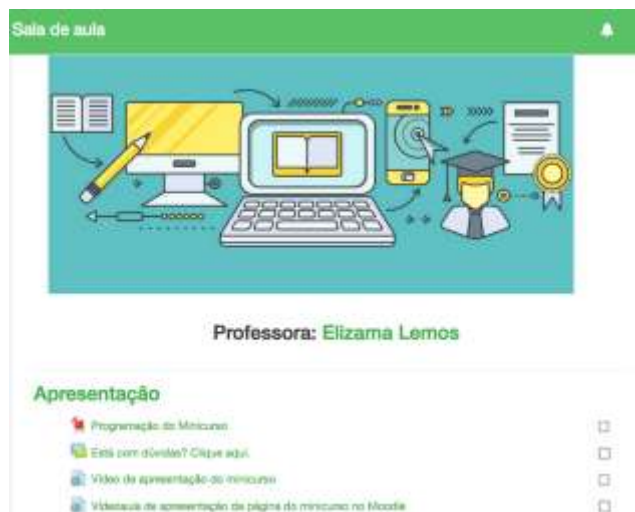 Sala de aula
Professora: Elizama Lemos
Apresentação
Programação do Minicurso
Está com dúvidas? Clique aqui.
Vídeo de apresentação do minicurso
Videoaula de apresentação da página do minicurso no Moodle